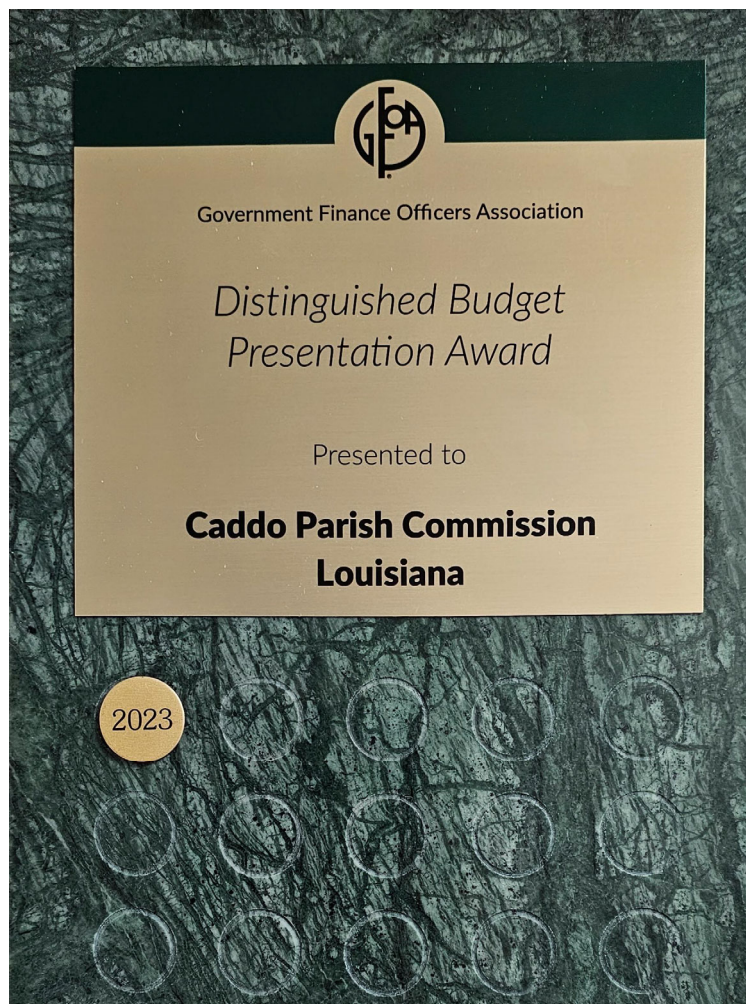 GFOA
Government Finance Officers Association
Distinguished Budget
Presentation Award
Presented to
Caddo Parish Commission
Louisiana
2023